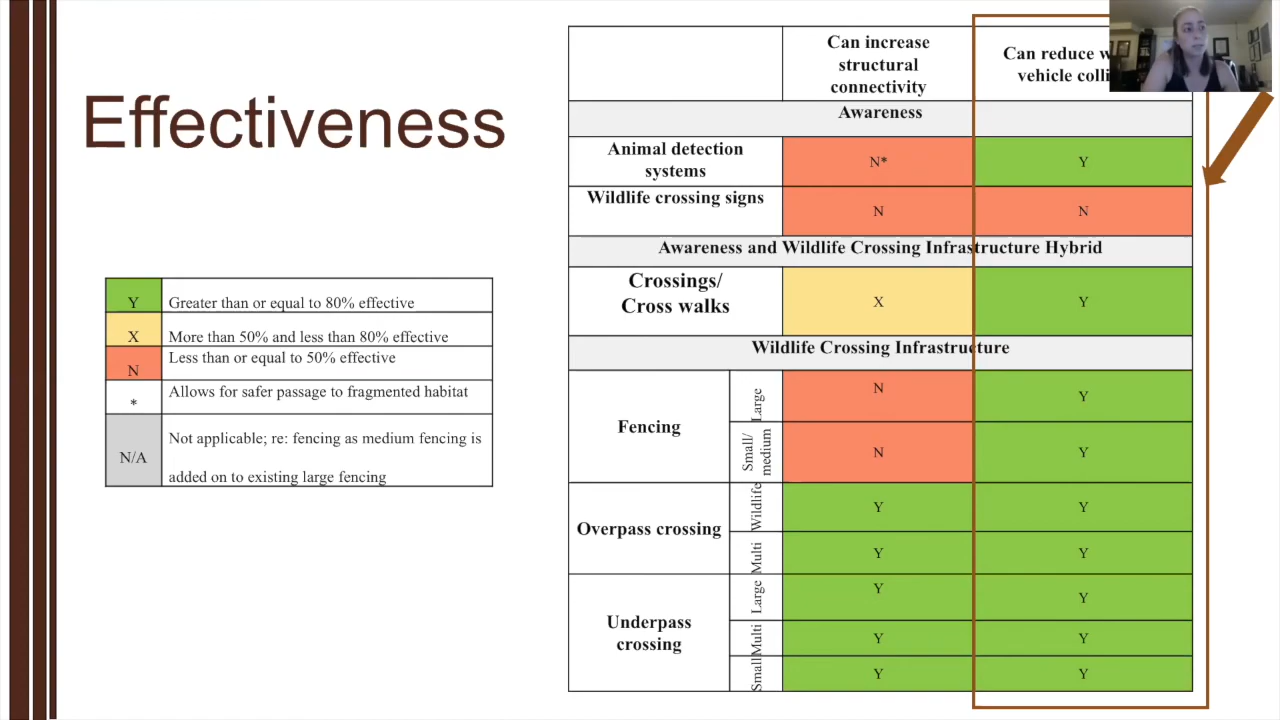 Effectiveness
Y Greater than or equal to 80% effective
X More than 50% and less than 80% effective
N Less than or equal to 50% effective
* Allows for safer passage to fragmented habitat
N/A Not applicable; re: fencing as medium fencing is
added on to existing large fencing
Can increase
structural
connectivity
Can reduce
vehicle
Awareness
Animal detection
systems
N* Y
Wildlife crossing signs
N N
Awareness and Wildlife Crossing Infrastructure Hybrid
Crossings/
Cross walks
X Y
Wildlife Crossing Infrastructure
Fencing
Large
N Y
Small/
medium
N Y
Overpass crossing
Wildlife
Y Y
Multi
Y Y
Underpass
crossing
Large
Y Y
Multi
Y Y
Small
Y Y